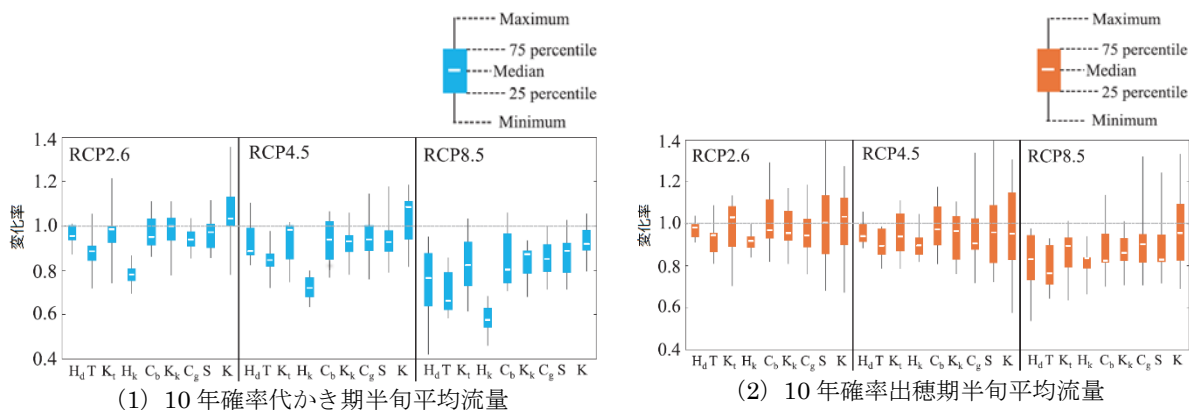 Maximum
75 percentile
Median
25 percentile
Minimum
変化率
1.4
1.2
1.0
0.8
0.6
0.4
RCP2.6
RCP4.5
RCP8.5
Hd T Kt Hk Cb Kk Cg S K
Hd T Kt Hk Cb Kk Cg S K
Hd T Kt Hk Cb Kk Cg S K
(1) 10 年確率代かき期半旬平均流量
Maximum
75 percentile
Median
25 percentile
Minimum
変化率
1.4
1.2
1.0
0.8
0.6
0.4
RCP2.6
RCP4.5
RCP8.5
Hd T Kt Hk Cb Kk Cg S K
Hd T Kt Hk Cb Kk Cg S K
Hd T Kt Hk Cb Kk Cg S K
(2) 10 年確率出穂期半旬平均流量